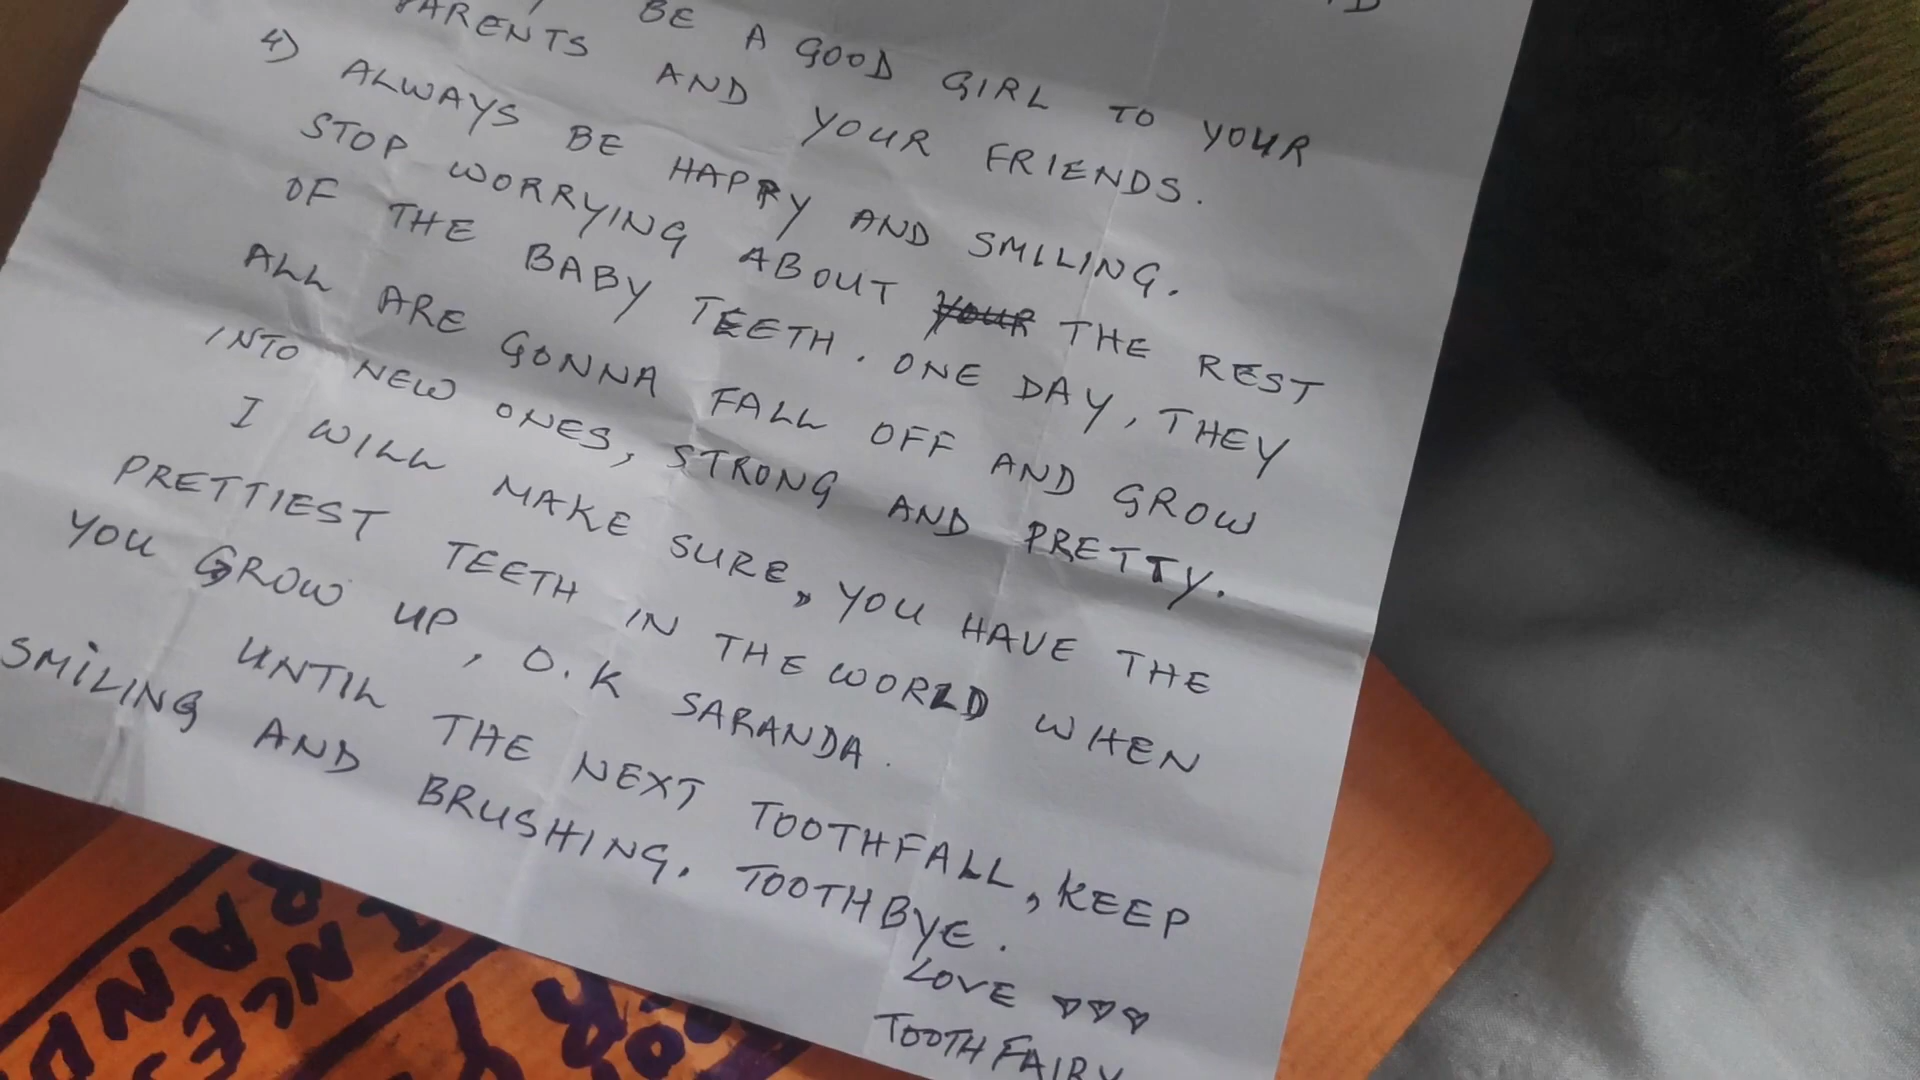 BE A GOOD GIRL TO YOUR
PARENTS AND YOUR FRIENDS.
4) ALWAYS BE HAPPY AND SMILING.
STOP WORRYING ABOUT YOUR THE REST
OF THE BABY TEETH. ONE DAY, THEY
ALL ARE GONNA FALL OFF AND GROW
INTO NEW ONES, STRONG AND PRETTY.
I WILL MAKE SURE, YOU HAVE THE
PRETTIEST TEETH IN THE WORLD WHEN
YOU GROW UP, O.K SARANDA.
UNTIL THE NEXT TOOTHFALL, KEEP
SMILING AND BRUSHING. TOOTHBYE.
LOVE ♡♡♡
TOOTHFAIRY